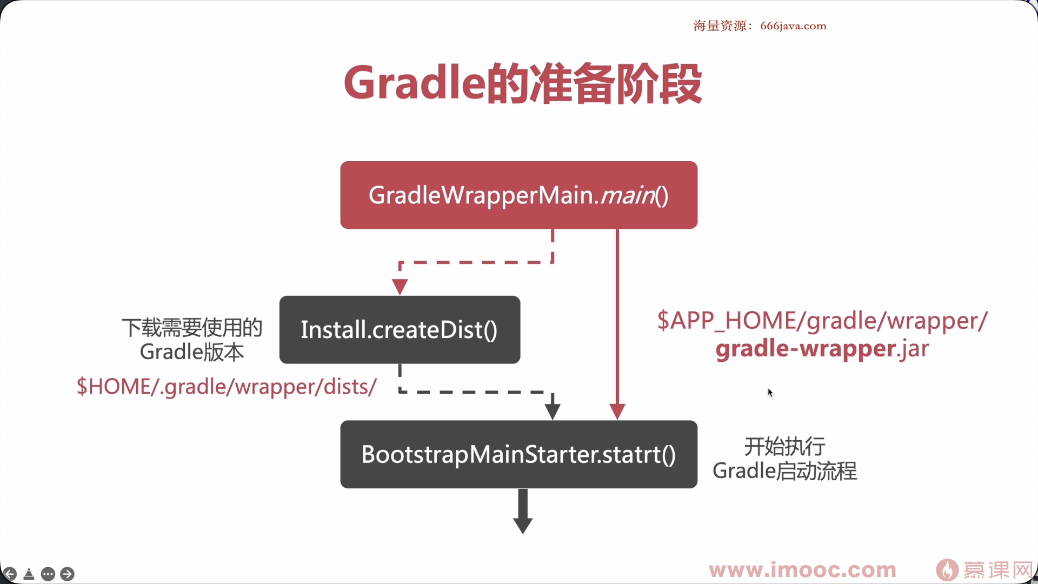 海量资源：666java.com
Gradle的准备阶段
GradleWrapperMain.main()
下载需要使用的
Gradle版本
$HOME/.gradle/wrapper/dists/
Install.createDist()
$APP_HOME/gradle/wrapper/
gradle-wrapper.jar
BootstrapMainStarter.statrt()
开始执行
Gradle启动流程
www.imooc.com
慕课网